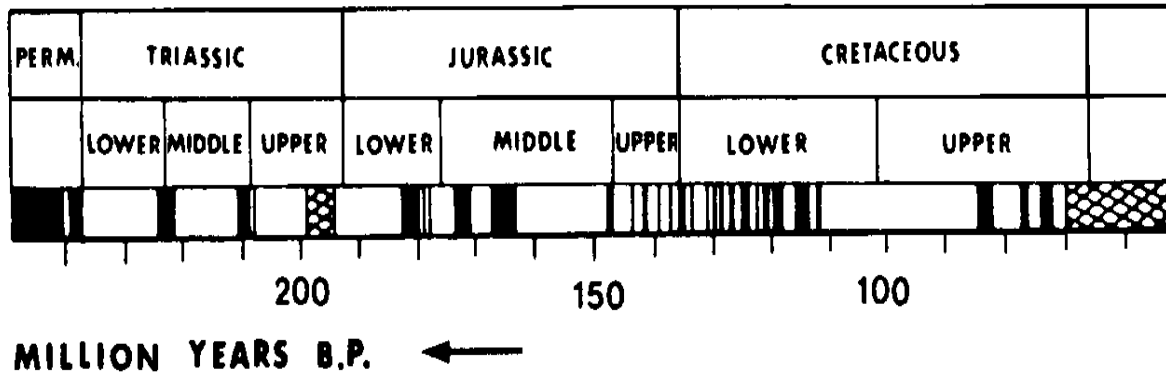 PERM. TRIASSIC JURASSIC CRETACEOUS
LOWER MIDDLE UPPER LOWER MIDDLE UPPER LOWER UPPER
200 150 100
MILLION YEARS B.P.